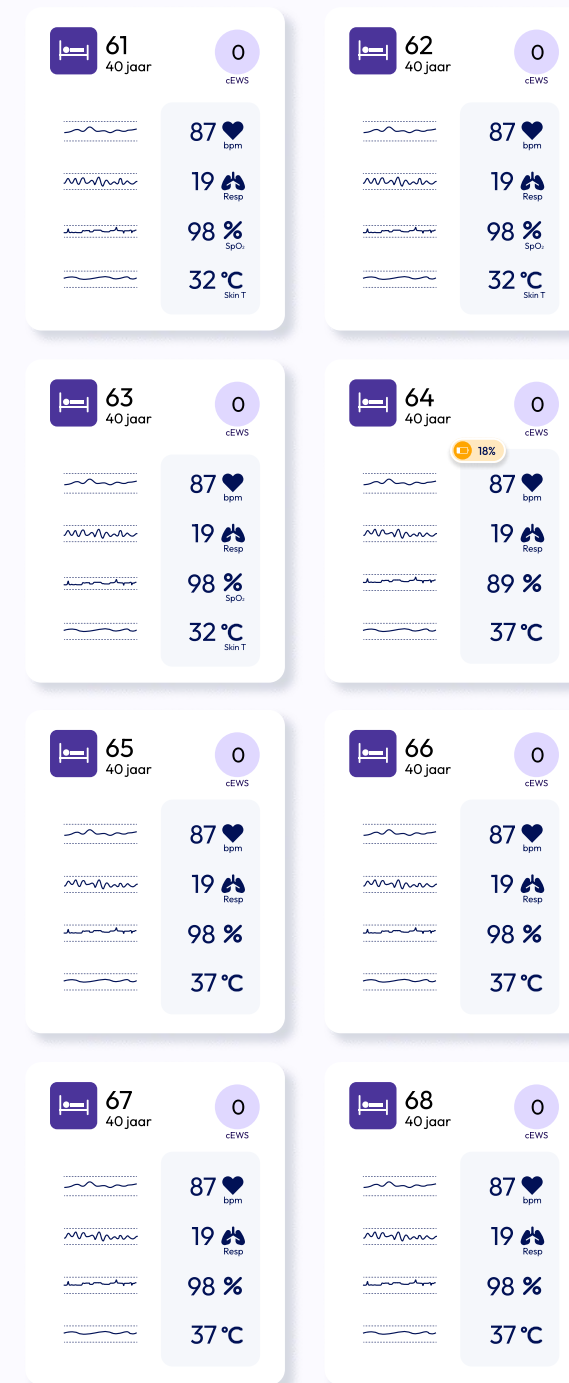 61
40 jaar
0
cEWS
87
bpm
19
Resp
98 %
SpO₂
32 °C
Skin T
62
40 jaar
0
cEWS
87
bpm
19
Resp
98 %
SpO₂
32 °C
Skin T
63
40 jaar
0
cEWS
87
bpm
19
Resp
98 %
SpO₂
32 °C
Skin T
64
40 jaar
0
cEWS
18%
87
bpm
19
Resp
89 %
37 °C
65
40 jaar
0
cEWS
87
bpm
19
Resp
98 %
37 °C
66
40 jaar
0
cEWS
87
bpm
19
Resp
98 %
37 °C
67
40 jaar
0
cEWS
87
bpm
19
Resp
98 %
37 °C
68
40 jaar
0
cEWS
87
bpm
19
Resp
98 %
37 °C